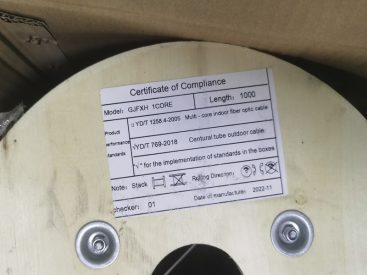 Certificate of Compliance
Model: GJFXH 1CORE Length: 1000
Product performance standards
□ YD/T 1258.4-2005 Multi - core indoor fiber optic cable
√YD/T 769-2018 Centural tube outdoor cable
"√" for the implementation of standards in the boxes
Note: Stack Rolling Direction:
checker: 01 Date of manufacture: 2022-11